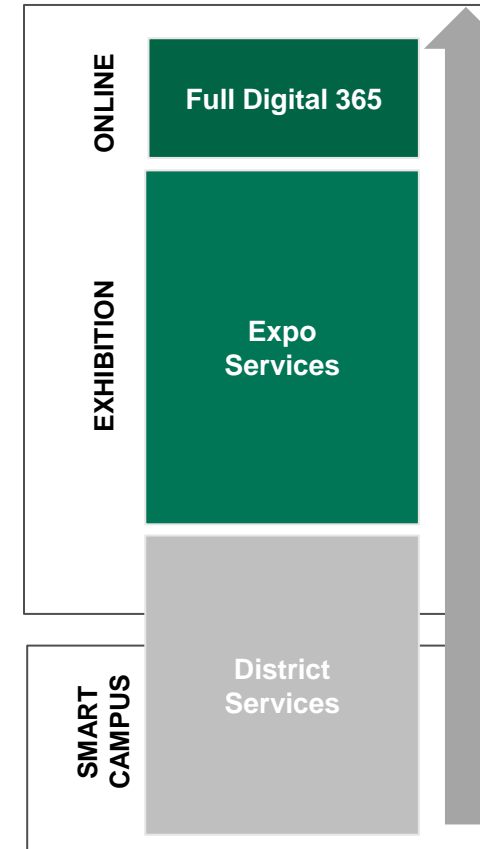 ONLINE
Full Digital 365
EXHIBITION
Expo
Services
SMART
CAMPUS
District
Services